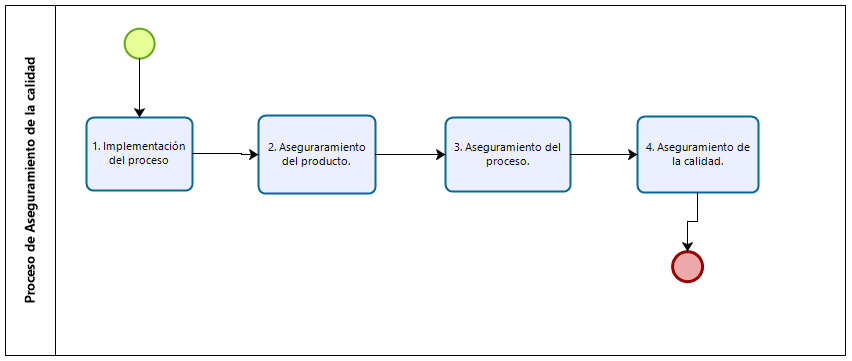 Proceso de Aseguramiento de la calidad
1. Implementación
del proceso
2. Aseguraramiento
del producto.
3. Aseguramiento del
proceso.
4. Aseguramiento de
la calidad.